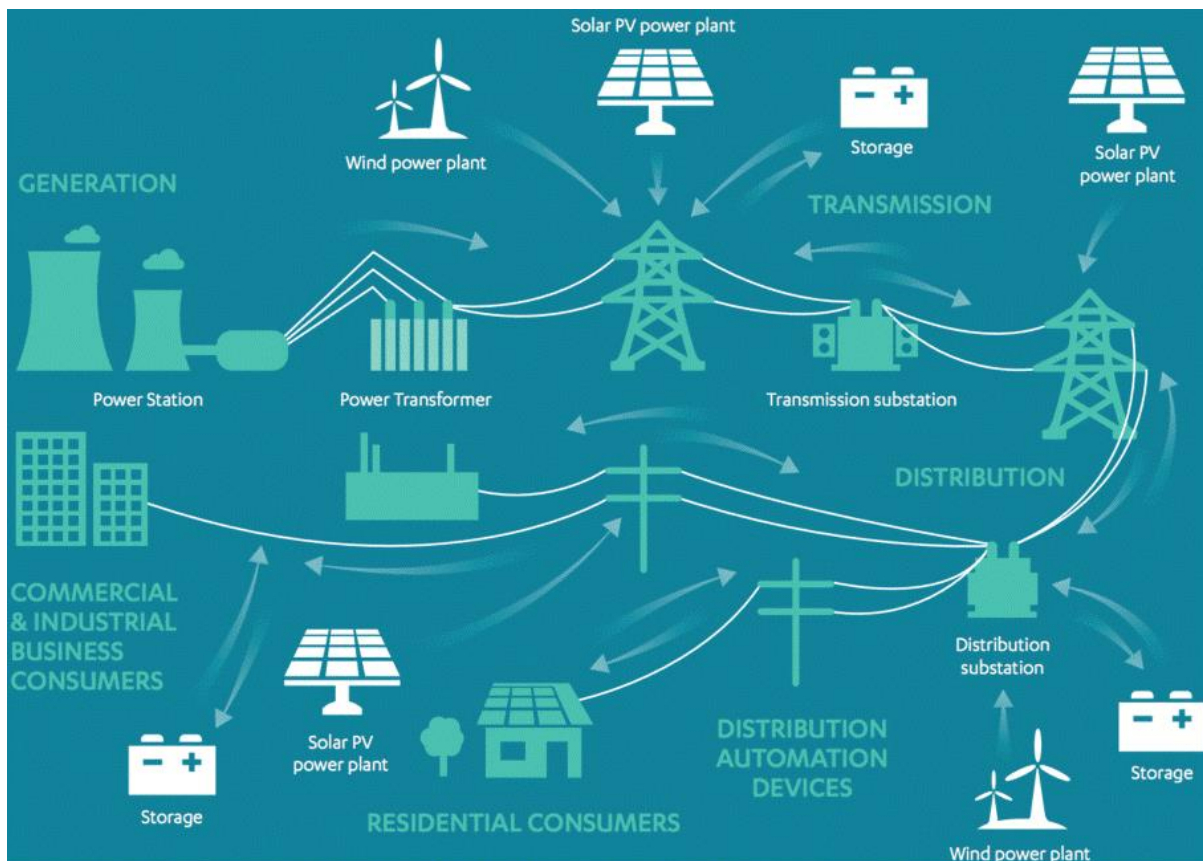 Solar PV power plant
Wind power plant
Storage
Solar PV
power plant
GENERATION
TRANSMISSION
Power Station
Power Transformer
Transmission substation
DISTRIBUTION
COMMERCIAL
& INDUSTRIAL
BUSINESS
CONSUMERS
Distribution
substation
Solar PV
power plant
Storage
DISTRIBUTION
AUTOMATION
DEVICES
Storage
RESIDENTIAL CONSUMERS
Wind power plant